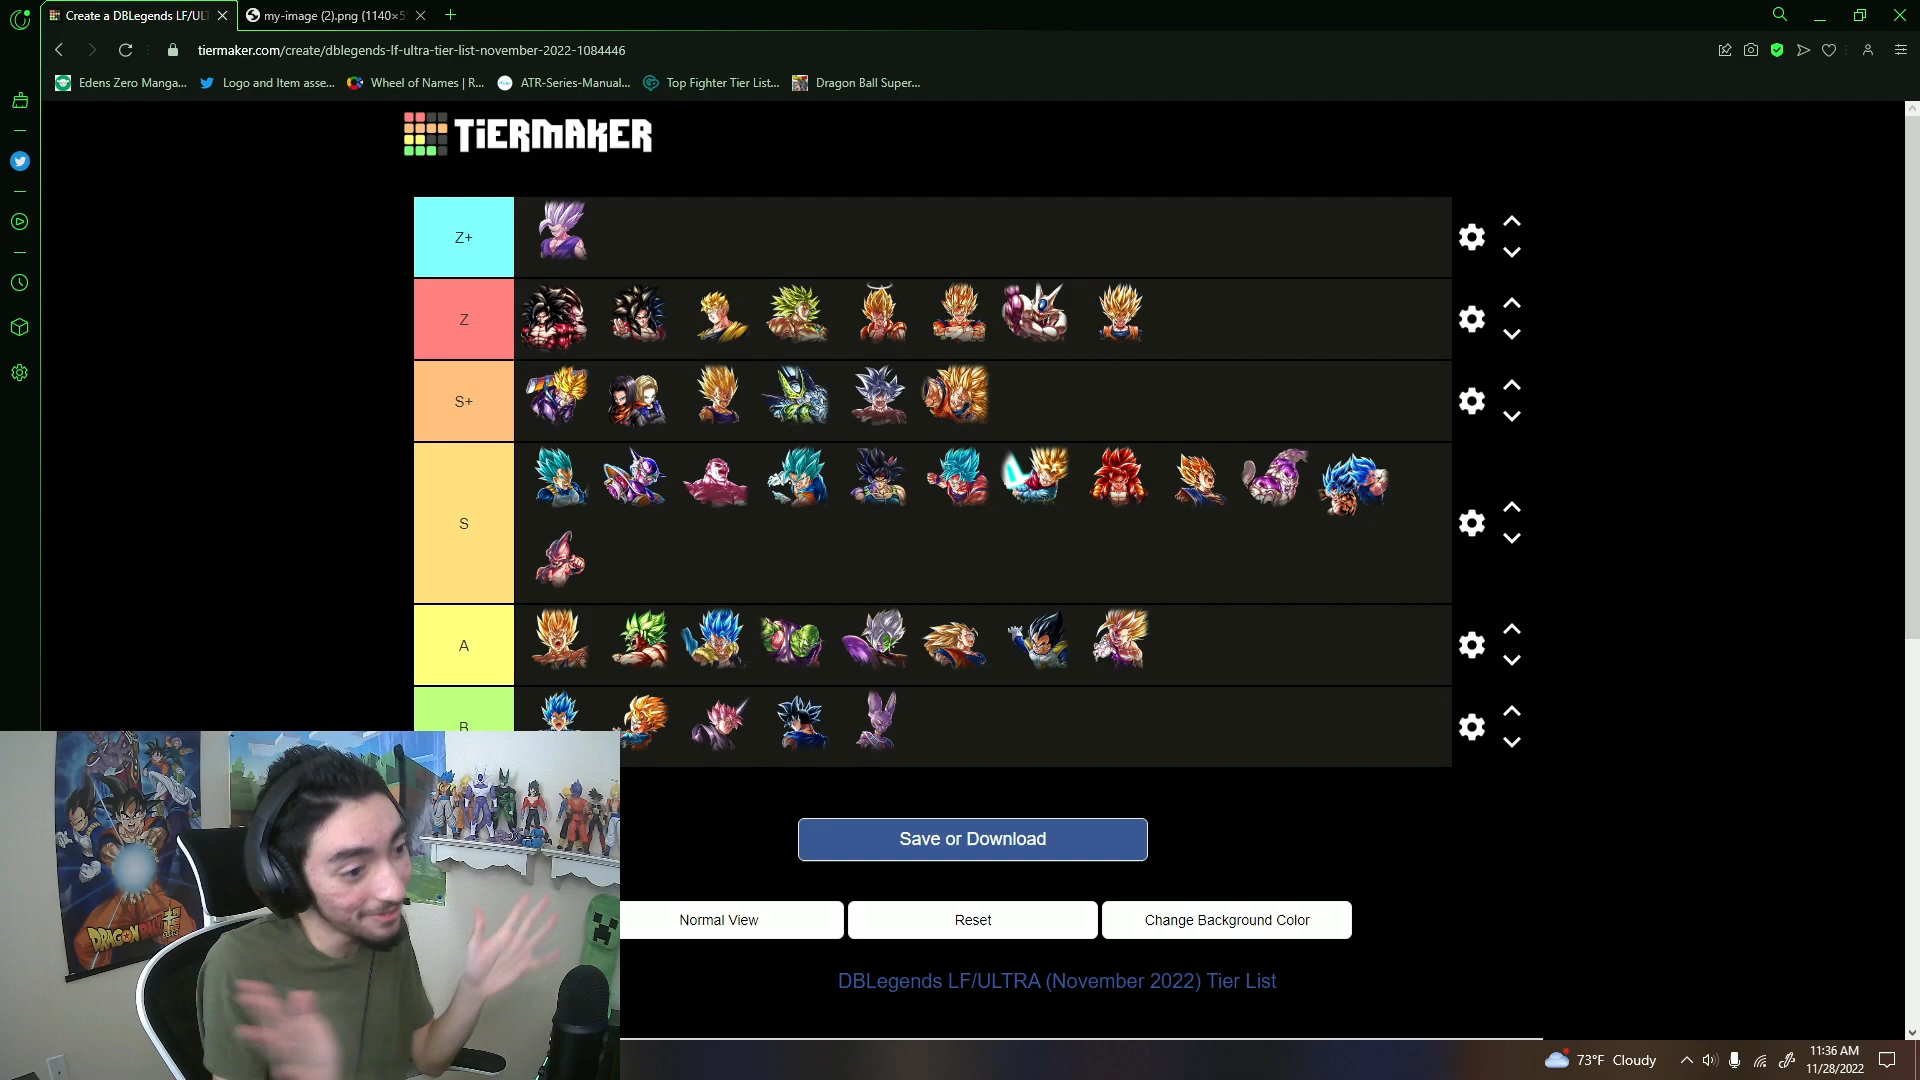 Create a DBLegends LF/UL
my-image (2).png (1140×5
tiermaker.com/create/dblegends-lf-ultra-tier-list-november-2022-1084446
Edens Zero Manga...
Logo and Item asse...
Wheel of Names | R...
ATR-Series-Manual...
Top Fighter Tier List...
Dragon Ball Super...
TiERMAKER
Z+
Z
S+
S
A
B
Save or Download
Normal View
Reset
Change Background Color
DBLegends LF/ULTRA (November 2022) Tier List
DRAGON BALL
SUPER
73°F Cloudy
11:36 AM
11/28/2022